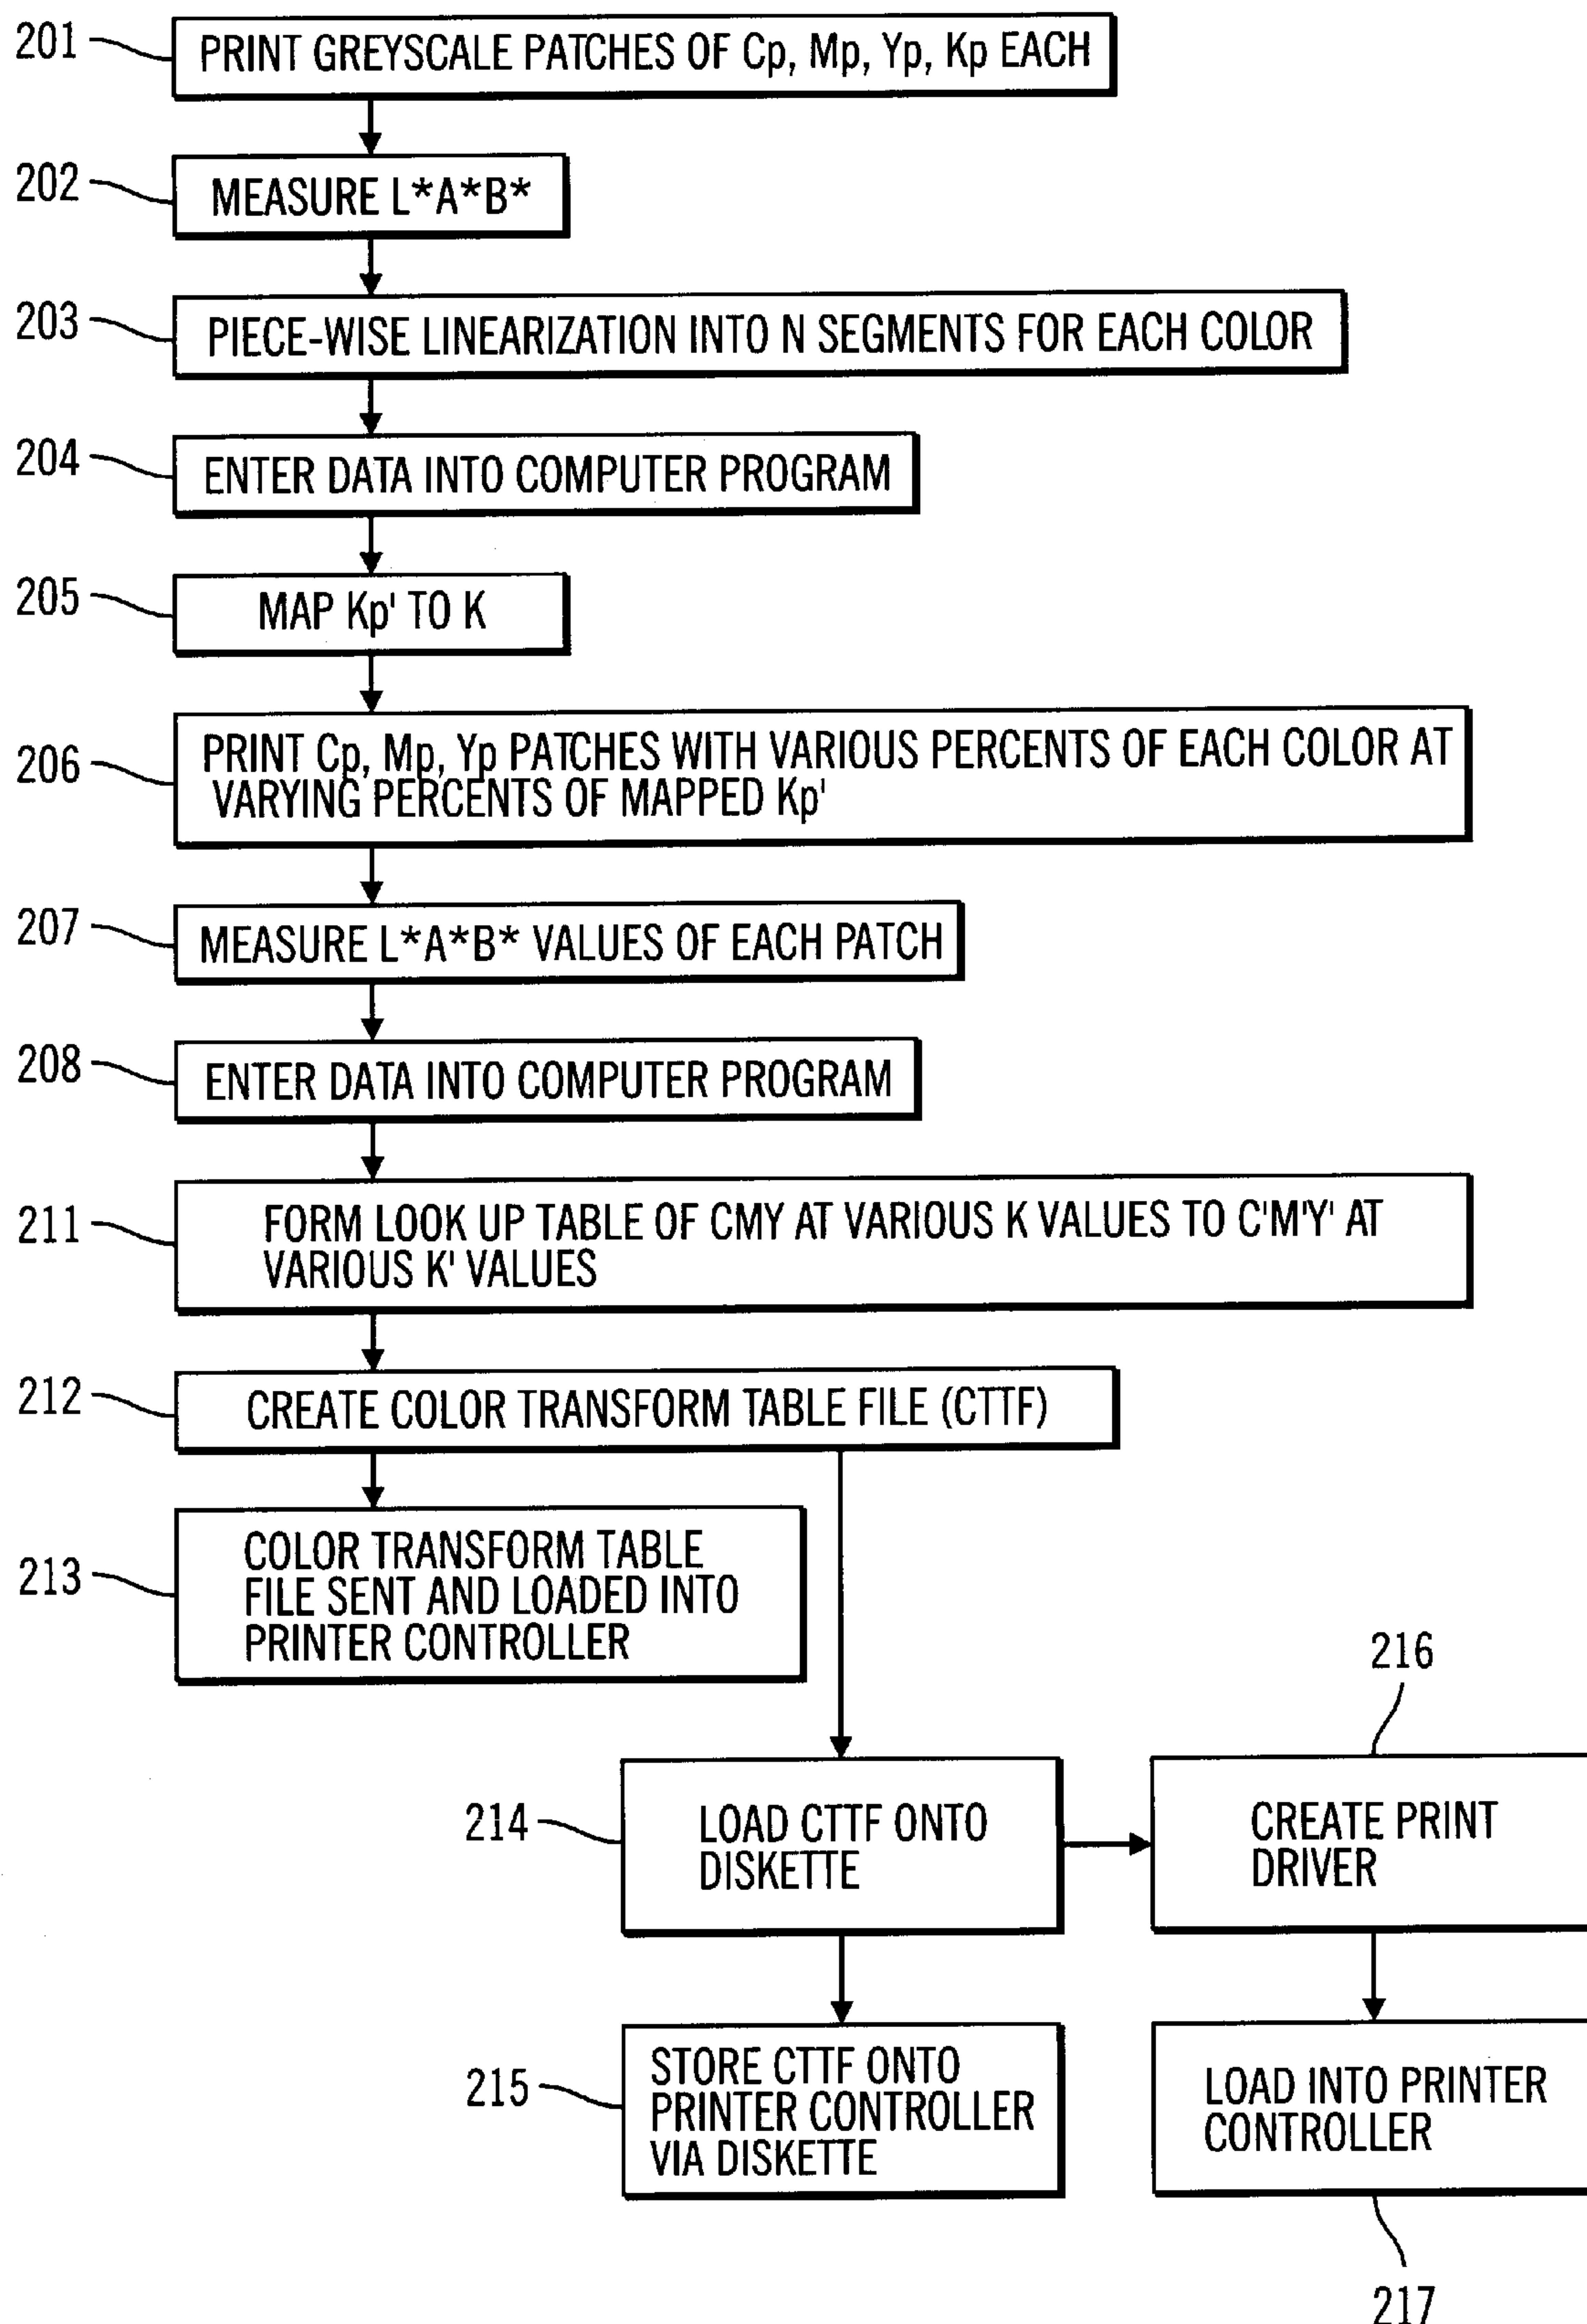 201
PRINT GREYSCALE PATCHES OF Cp, Mp, Yp, Kp EACH
202
MEASURE L*A*B*
203
PIECE-WISE LINEARIZATION INTO N SEGMENTS FOR EACH COLOR
204
ENTER DATA INTO COMPUTER PROGRAM
205
MAP Kp' TO K
206
PRINT Cp, Mp, Yp PATCHES WITH VARIOUS PERCENTS OF EACH COLOR AT
VARYING PERCENTS OF MAPPED Kp'
207
MEASURE L*A*B* VALUES OF EACH PATCH
208
ENTER DATA INTO COMPUTER PROGRAM
211
FORM LOOK UP TABLE OF CMY AT VARIOUS K VALUES TO C'M'Y' AT
VARIOUS K' VALUES
212
CREATE COLOR TRANSFORM TABLE FILE (CTTF)
213
COLOR TRANSFORM TABLE
FILE SENT AND LOADED INTO
PRINTER CONTROLLER
214
LOAD CTTF ONTO
DISKETTE
216
CREATE PRINT
DRIVER
215
STORE CTTF ONTO
PRINTER CONTROLLER
VIA DISKETTE
LOAD INTO PRINTER
CONTROLLER
217